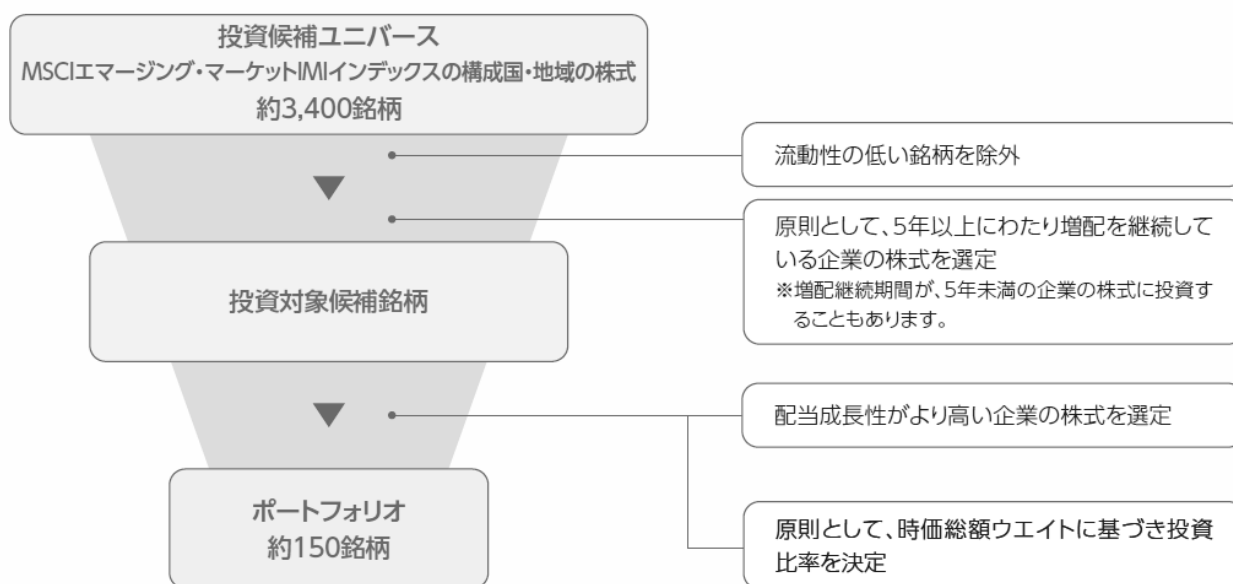 投資候補ユニバース
MSCIエマージング・マーケットIMIインデックスの構成国・地域の株式
約3,400銘柄
流動性の低い銘柄を除外
原則として、5年以上にわたり増配を継続して
いる企業の株式を選定
※増配継続期間が、5年未満の企業の株式に投資す
ることもあります。
投資対象候補銘柄
配当成長性がより高い企業の株式を選定
ポートフォリオ
約150銘柄
原則として、時価総額ウエイトに基づき投資
比率を決定